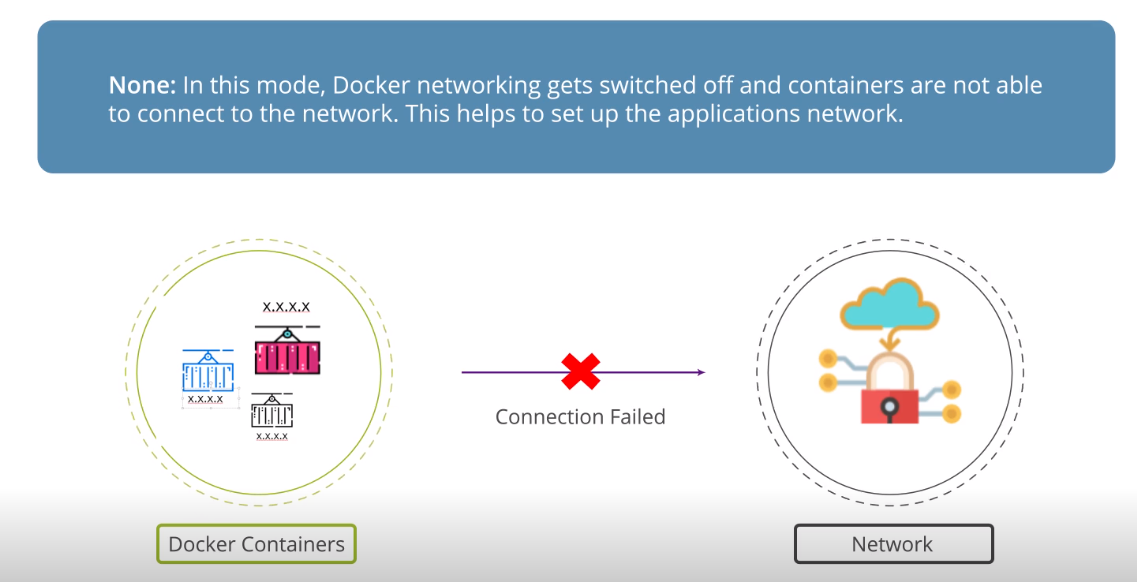 None: In this mode, Docker networking gets switched off and containers are not able
to connect to the network. This helps to set up the applications network.
X.X.X.X
X.X.X.X
X.X.X.X
Connection Failed
Docker Containers
Network